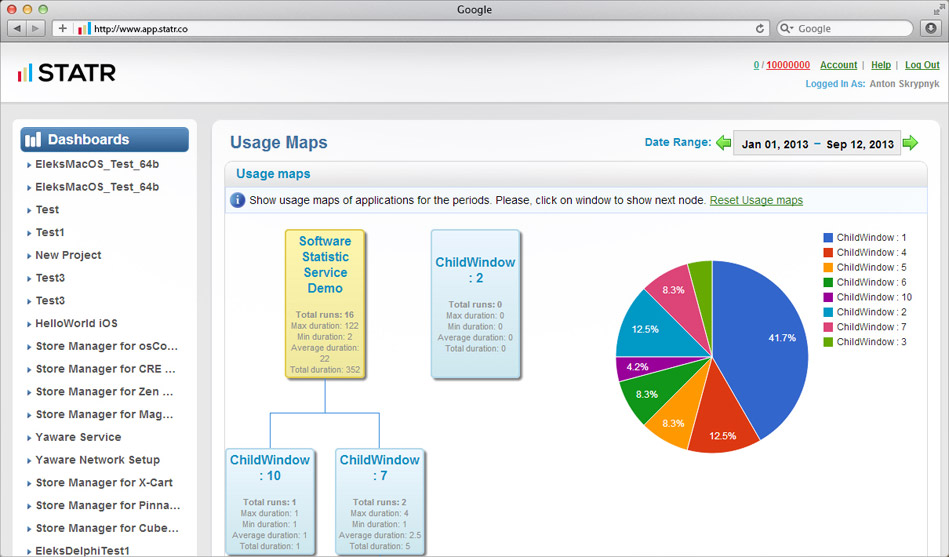 Google
http://www.app.statr.co
Google
STATR
0 / 10000000 Account | Help | Log Out
Logged In As: Anton Skrypnyk
Dashboards
EleksMacOS_Test_64b
EleksMacOS_Test_64b
Test
Test1
New Project
Test3
Test3
HelloWorld iOS
Store Manager for osCo...
Store Manager for CRE ...
Store Manager for Zen ...
Store Manager for Mag...
Yaware Service
Yaware Network Setup
Store Manager for X-Cart
Store Manager for Pinna...
Store Manager for Cube...
EleksDelphiTest1
Usage Maps
Date Range:
Jan 01, 2013 – Sep 12, 2013
Usage maps
Show usage maps of applications for the periods. Please, click on window to show next node. Reset Usage maps
Software
Statistic
Service
Demo
Total runs: 16
Max duration: 122
Min duration: 2
Average duration:
22
Total duration: 352
ChildWindow
: 2
Total runs: 0
Max duration: 0
Min duration: 0
Average duration: 0
Total duration: 0
ChildWindow
: 10
Total runs: 1
Max duration: 1
Min duration: 1
Average duration: 1
Total duration: 1
ChildWindow
: 7
Total runs: 2
Max duration: 4
Min duration: 1
Average duration: 2.5
Total duration: 5
41.7%
12.5%
8.3%
8.3%
4.2%
12.5%
8.3%
ChildWindow : 1
ChildWindow : 4
ChildWindow : 5
ChildWindow : 6
ChildWindow : 10
ChildWindow : 2
ChildWindow : 7
ChildWindow : 3